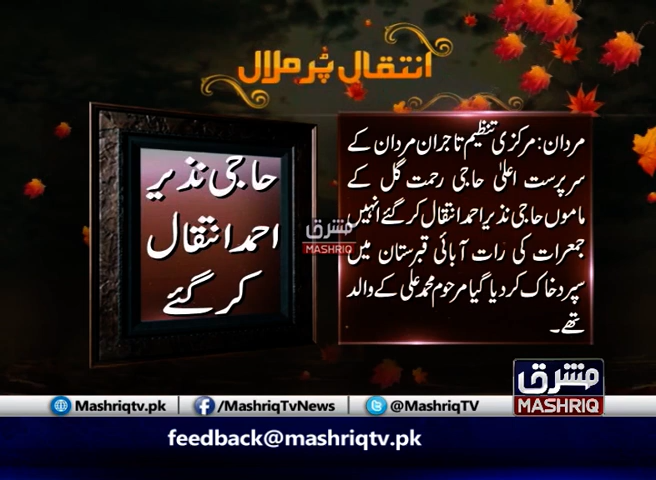 انتقال پُر ملال
حاجی نذیر
احمد انتقال
کر گئے
مردان: مرکزی تنظیم تاجران مردان کے
سرپرست اعلیٰ حاجی رحمت گل کے
ماموں حاجی نذیر احمد انتقال کر گئے انہیں
جمعرات کی رات آبائی قبرستان میں
سپرد خاک کر دیا گیا مرحوم محمد علی کے والد
تھے۔
مشرق
MASHRIQ
مشرق
MASHRIQ
Mashriqtv.pk /MashriqTvNews @MashriqTV
feedback@mashriqtv.pk